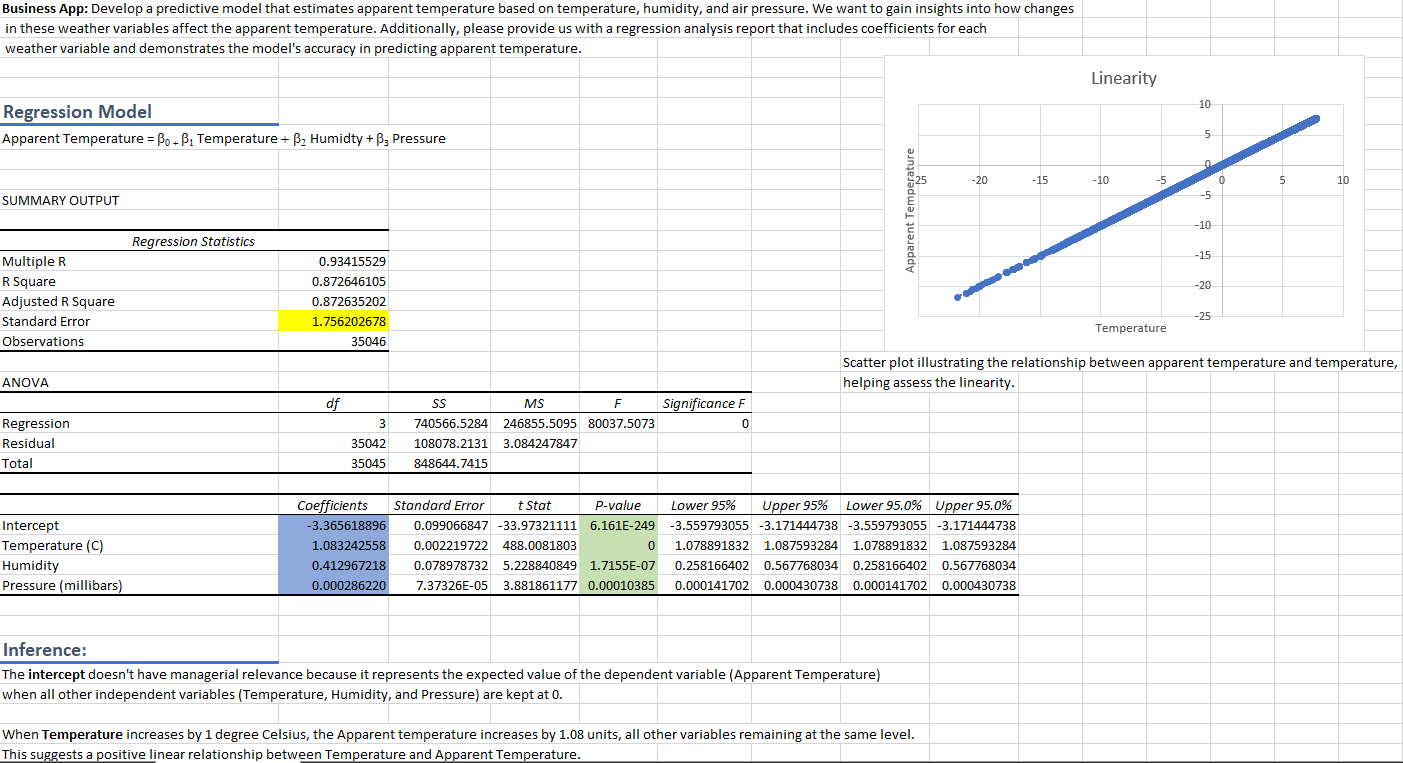 Business App: Develop a predictive model that estimates apparent temperature based on temperature, humidity, and air pressure. We want to gain insights into how changes
in these weather variables affect the apparent temperature. Additionally, please provide us with a regression analysis report that includes coefficients for each
weather variable and demonstrates the model's accuracy in predicting apparent temperature.
Regression Model
Apparent Temperature = β₀ + β₁ Temperature + β₂ Humidty + β₃ Pressure
SUMMARY OUTPUT
Regression Statistics
Multiple R 0.93415529
R Square 0.872646105
Adjusted R Square 0.872635202
Standard Error 1.756202678
Observations 35046
Linearity
Apparent Temperature
10
5
0
-25 -20 -15 -10 -5 0 5 10
-5
-10
-15
-20
-25
Temperature
Scatter plot illustrating the relationship between apparent temperature and temperature,
helping assess the linearity.
ANOVA
df SS MS F Significance F
Regression 3 740566.5284 246855.5095 80037.5073 0
Residual 35042 108078.2131 3.084247847
Total 35045 848644.7415
Coefficients Standard Error t Stat P-value Lower 95% Upper 95% Lower 95.0% Upper 95.0%
Intercept -3.365618896 0.099066847 -33.97321111 6.161E-249 -3.559793055 -3.171444738 -3.559793055 -3.171444738
Temperature (C) 1.083242558 0.002219722 488.0081803 0 1.078891832 1.087593284 1.078891832 1.087593284
Humidity 0.412967218 0.078978732 5.228840849 1.7155E-07 0.258166402 0.567768034 0.258166402 0.567768034
Pressure (millibars) 0.000286220 7.37326E-05 3.881861177 0.00010385 0.000141702 0.000430738 0.000141702 0.000430738
Inference:
The intercept doesn't have managerial relevance because it represents the expected value of the dependent variable (Apparent Temperature)
when all other independent variables (Temperature, Humidity, and Pressure) are kept at 0.
When Temperature increases by 1 degree Celsius, the Apparent temperature increases by 1.08 units, all other variables remaining at the same level.
This suggests a positive linear relationship between Temperature and Apparent Temperature.